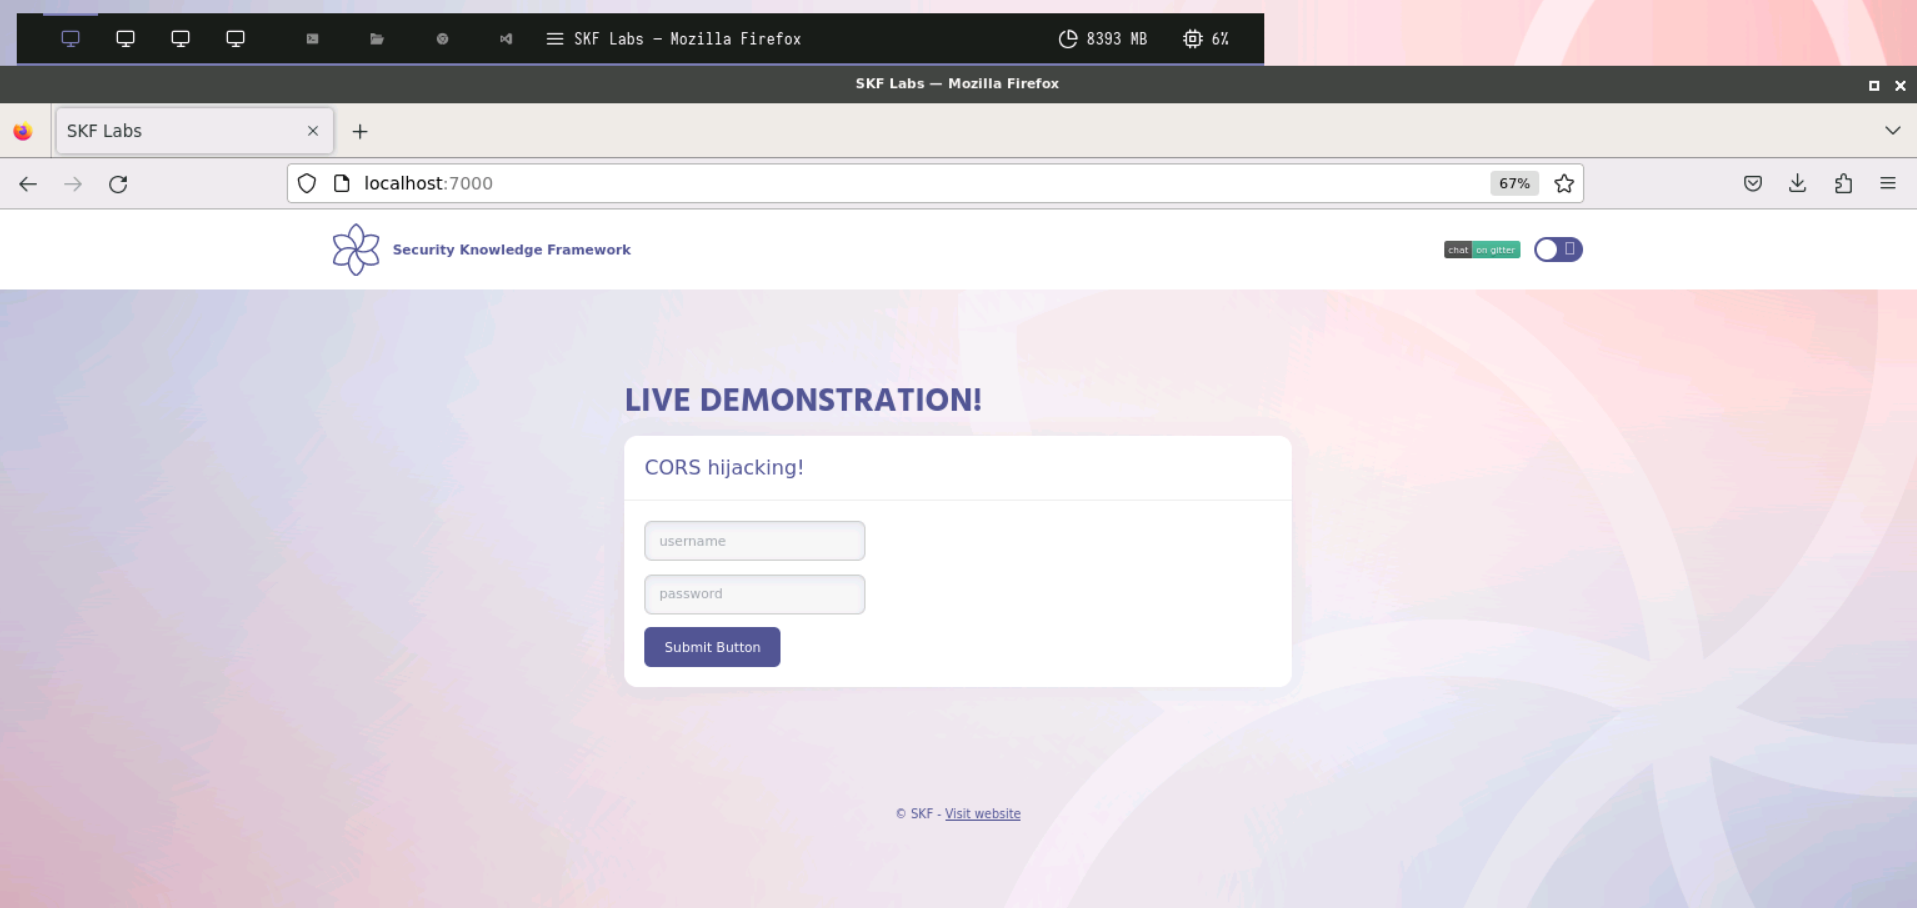 SKF Labs – Mozilla Firefox
8393 MB
6%
SKF Labs — Mozilla Firefox
SKF Labs
localhost:7000
67%
Security Knowledge Framework
chat on gitter
LIVE DEMONSTRATION!
CORS hijacking!
username
password
Submit Button
© SKF - Visit website